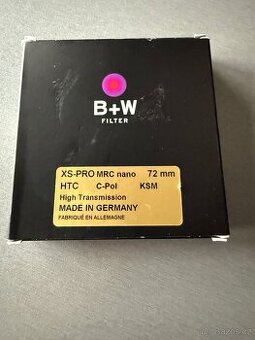 B+W
FILTER
XS-PRO MRC nano 72 mm
HTC C-Pol KSM
High Transmission
MADE IN GERMANY
FABRIQUÉ EN ALLEMAGNE